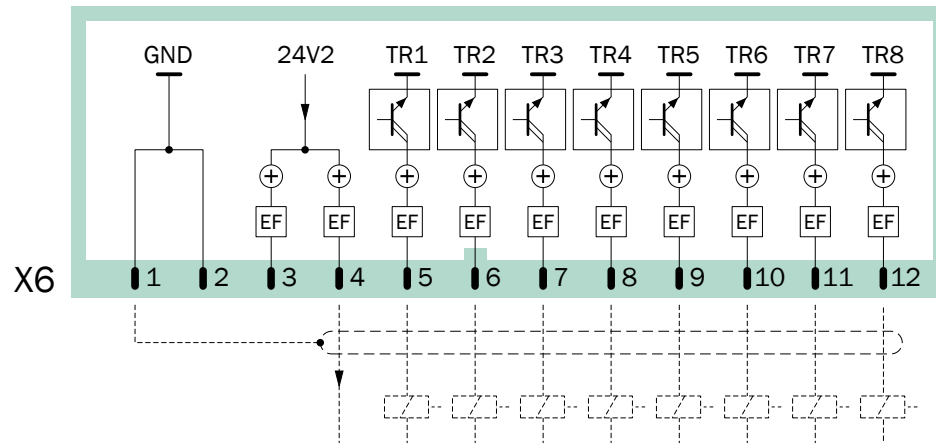 GND 24V2 TR1 TR2 TR3 TR4 TR5 TR6 TR7 TR8
+ + + + + + + + + +
EF EF EF EF EF EF EF EF EF EF
X6 1 2 3 4 5 6 7 8 9 10 11 12